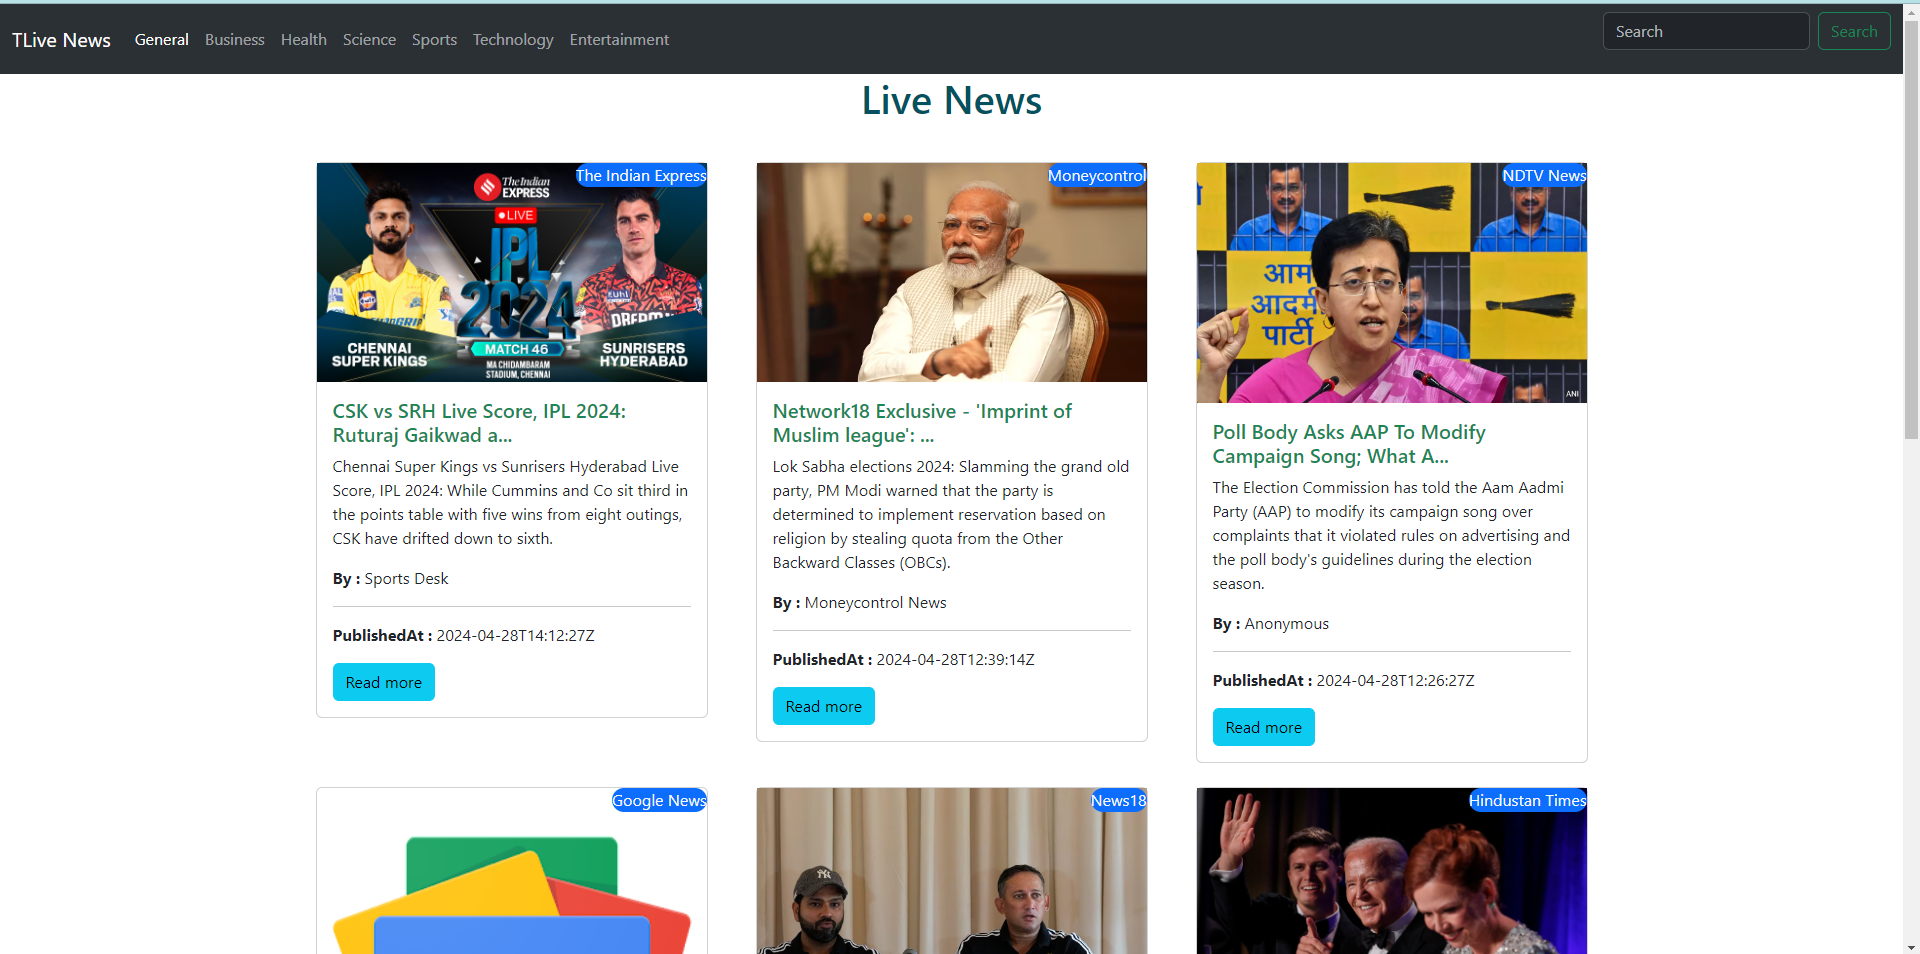 TLive News General Business Health Science Sports Technology Entertainment Search Search
Live News
The Indian Express
The Indian
EXPRESS
LIVE
IPL
2024
CHENNAI
SUPER KINGS
MATCH 46
MA CHIDAMBARAM
STADIUM, CHENNAI
SUNRISERS
HYDERABAD
CSK vs SRH Live Score, IPL 2024:
Ruturaj Gaikwad a...
Chennai Super Kings vs Sunrisers Hyderabad Live
Score, IPL 2024: While Cummins and Co sit third in
the points table with five wins from eight outings,
CSK have drifted down to sixth.
By : Sports Desk
PublishedAt : 2024-04-28T14:12:27Z
Read more
Moneycontrol
Network18 Exclusive - 'Imprint of
Muslim league': ...
Lok Sabha elections 2024: Slamming the grand old
party, PM Modi warned that the party is
determined to implement reservation based on
religion by stealing quota from the Other
Backward Classes (OBCs).
By : Moneycontrol News
PublishedAt : 2024-04-28T12:39:14Z
Read more
NDTV News
आम
आदमी
पार्टी
ANI
Poll Body Asks AAP To Modify
Campaign Song; What A...
The Election Commission has told the Aam Aadmi
Party (AAP) to modify its campaign song over
complaints that it violated rules on advertising and
the poll body's guidelines during the election
season.
By : Anonymous
PublishedAt : 2024-04-28T12:26:27Z
Read more
Google News
News18
Hindustan Times